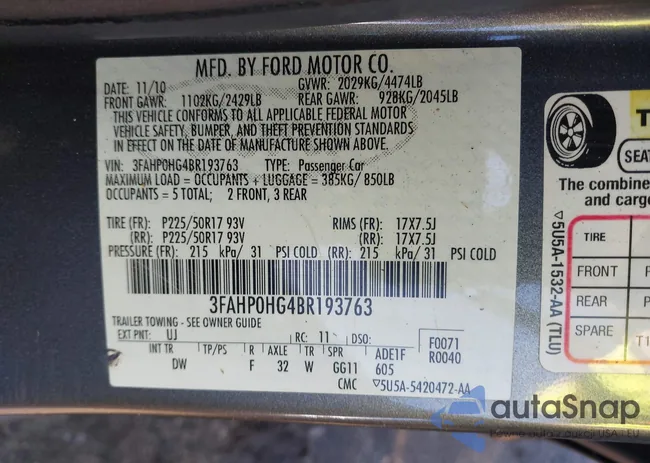 MFD. BY FORD MOTOR CO.
DATE: 11/10 GVWR: 2029KG/4474LB
FRONT GAWR: 1102KG/2429LB REAR GAWR: 928KG/2045LB
THIS VEHICLE CONFORMS TO ALL APPLICABLE FEDERAL MOTOR
VEHICLE SAFETY, BUMPER, AND THEFT PREVENTION STANDARDS
IN EFFECT ON THE DATE OF MANUFACTURE SHOWN ABOVE.
VIN: 3FAHP0HG4BR193763 TYPE: Passenger Car
MAXIMUM LOAD = OCCUPANTS + LUGGAGE = 385KG/850LB
OCCUPANTS = 5 TOTAL; 2 FRONT, 3 REAR
TIRE (FR): P225/50R17 93V RIMS (FR): 17X7.5J
(RR): P225/50R17 93V (RR): 17X7.5J
PRESSURE (FR): 215 kPa/ 31 PSI COLD (RR): 215 kPa/ 31 PSI COLD
3FAHP0HG4BR193763
TRAILER TOWING - SEE OWNER GUIDE
EXT PNT: UJ RC: 11 DSO: F0071
R0040
INT TR TP/PS R AXLE TR SPR ADE1F
DW F 32 W GG11 605
CMC ▽5U5A-5420472-AA
▽5U5A-1532-AA (TLU)
T
SEAT
The combine
and cargo
TIRE
FRONT P
REAR P
SPARE T1
autoSnap